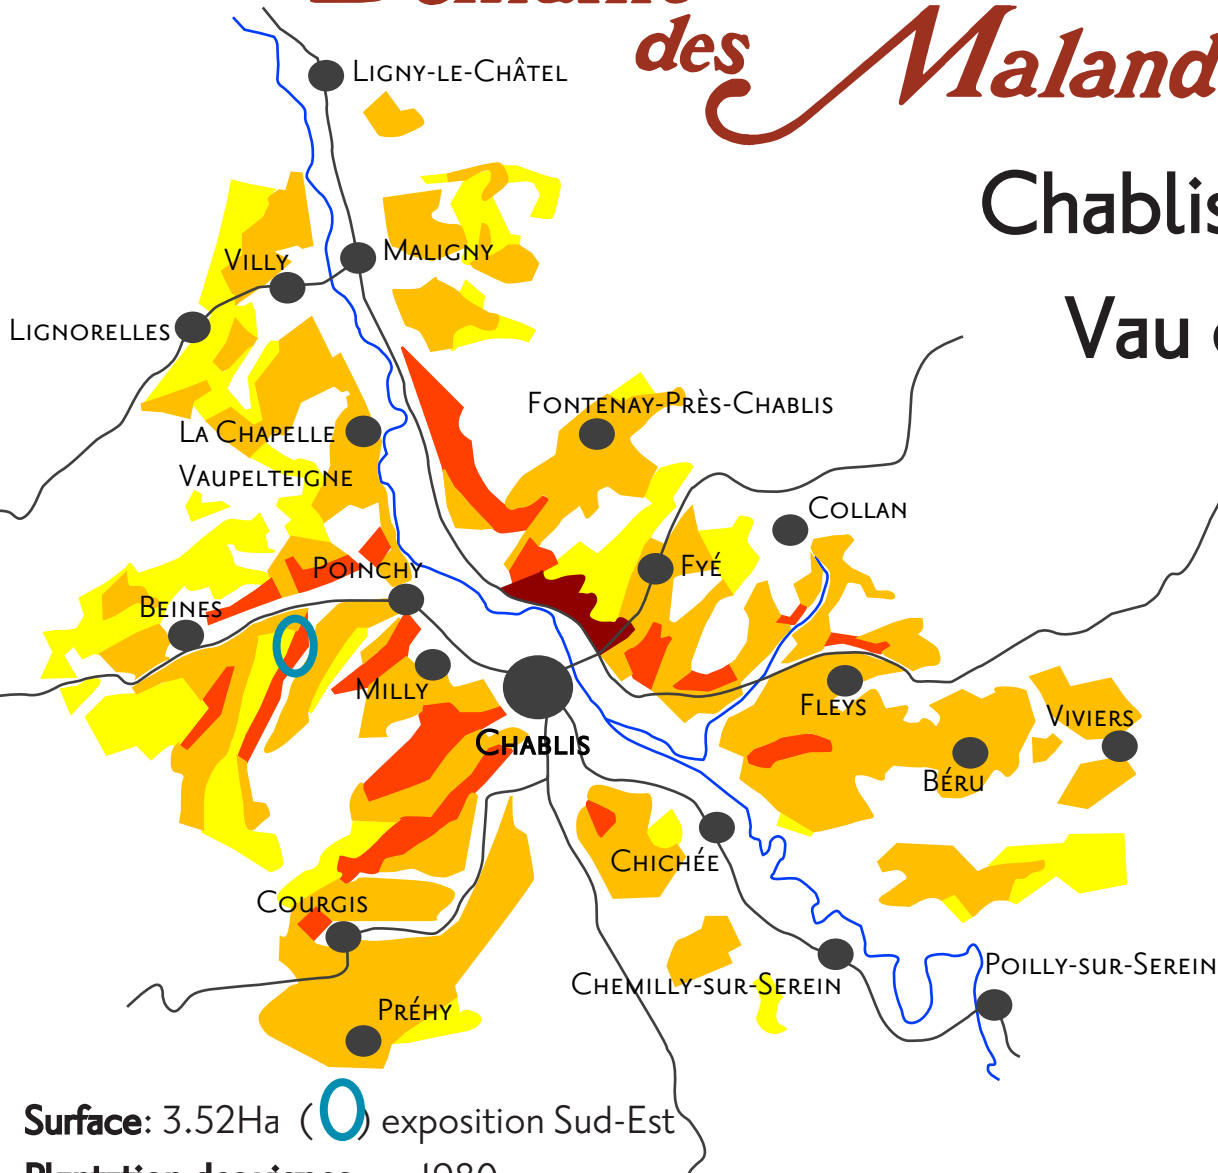 des Maland
Chablis
Vau
LIGNY-LE-CHÂTEL
MALIGNY
VILLY
LIGNORELLES
FONTENAY-PRÈS-CHABLIS
LA CHAPELLE
VAUPELTEIGNE
COLLAN
FYÉ
POINCHY
BEINES
MILLY
FLEYS
VIVIERS
CHABLIS
BÉRU
CHICHÉE
COURGIS
POILLY-SUR-SEREIN
CHEMILLY-SUR-SEREIN
PRÉHY
Surface: 3.52Ha ( ) exposition Sud-Est
1980